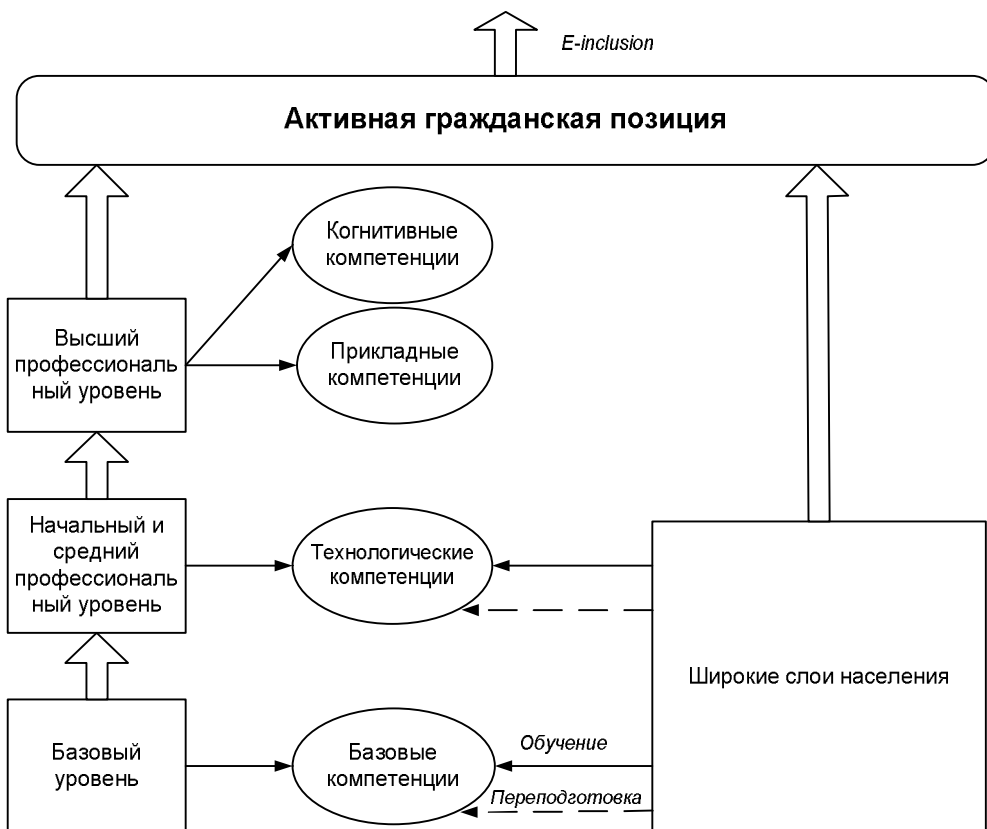 E-inclusion
Активная гражданская позиция
Когнитивные
компетенции
Высший
профессиональ
ный уровень
Прикладные
компетенции
Начальный и
средний
профессиональ
ный уровень
Технологические
компетенции
Широкие слои населения
Базовый
уровень
Базовые
компетенции
Обучение
Переподготовка